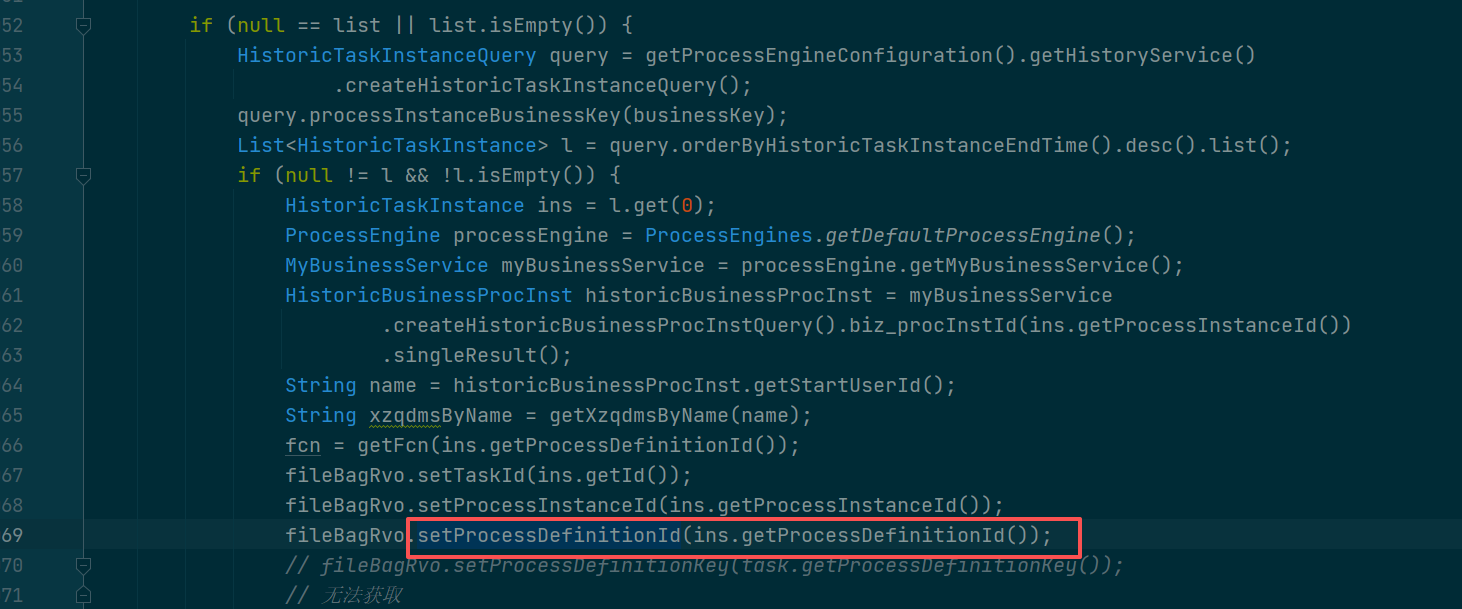 52 if (null == list || list.isEmpty()) {
53 HistoricTaskInstanceQuery query = getProcessEngineConfiguration().getHistoryService()
54 .createHistoricTaskInstanceQuery();
55 query.processInstanceBusinessKey(businessKey);
56 List<HistoricTaskInstance> l = query.orderByHistoricTaskInstanceEndTime().desc().list();
57 if (null != l && !l.isEmpty()) {
58 HistoricTaskInstance ins = l.get(0);
59 ProcessEngine processEngine = ProcessEngines.getDefaultProcessEngine();
60 MyBusinessService myBusinessService = processEngine.getMyBusinessService();
61 HistoricBusinessProcInst historicBusinessProcInst = myBusinessService
62 .createHistoricBusinessProcInstQuery().biz_procInstId(ins.getProcessInstanceId())
63 .singleResult();
64 String name = historicBusinessProcInst.getStartUserId();
65 String xzqdmsByName = getXzqdmsByName(name);
66 fcn = getFcn(ins.getProcessDefinitionId());
67 fileBagRvo.setTaskId(ins.getId());
68 fileBagRvo.setProcessInstanceId(ins.getProcessInstanceId());
69 fileBagRvo.setProcessDefinitionId(ins.getProcessDefinitionId());
70 // fileBagRvo.setProcessDefinitionKey(task.getProcessDefinitionKey());
71 // 无法获取